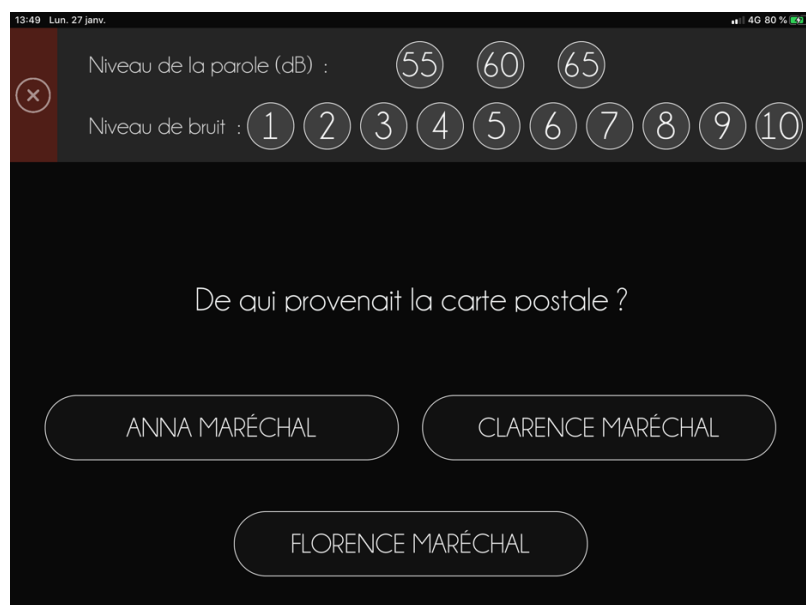 13:49 Lun. 27 janv. 4G 80 %
Niveau de la parole (dB) : 55 60 65
Niveau de bruit : 1 2 3 4 5 6 7 8 9 10
De qui provenait la carte postale ?
ANNA MARÉCHAL CLARENCE MARÉCHAL
FLORENCE MARÉCHAL